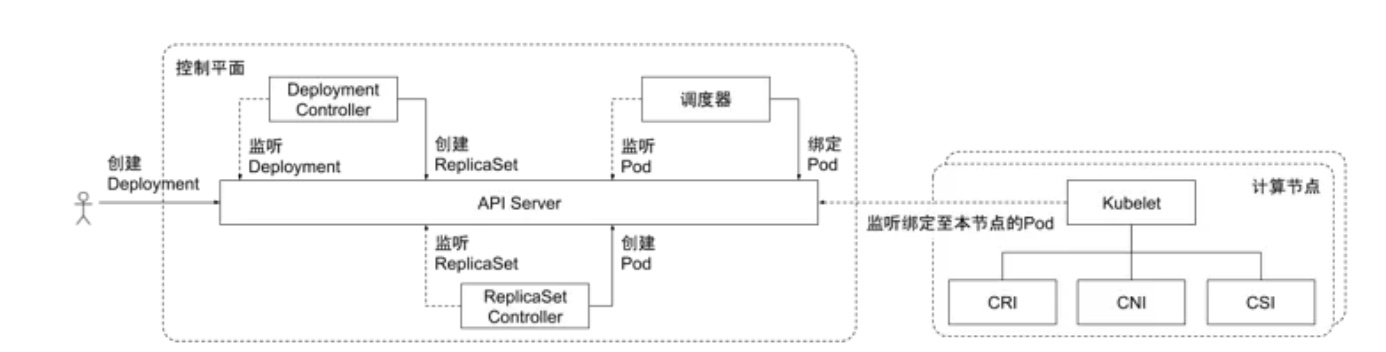 控制平面
Deployment
Controller
调度器
监听
Deployment
创建
ReplicaSet
监听
Pod
绑定
Pod
创建
Deployment
API Server
计算节点
Kubelet
监听绑定至本节点的Pod
监听
ReplicaSet
创建
Pod
ReplicaSet
Controller
CRI
CNI
CSI